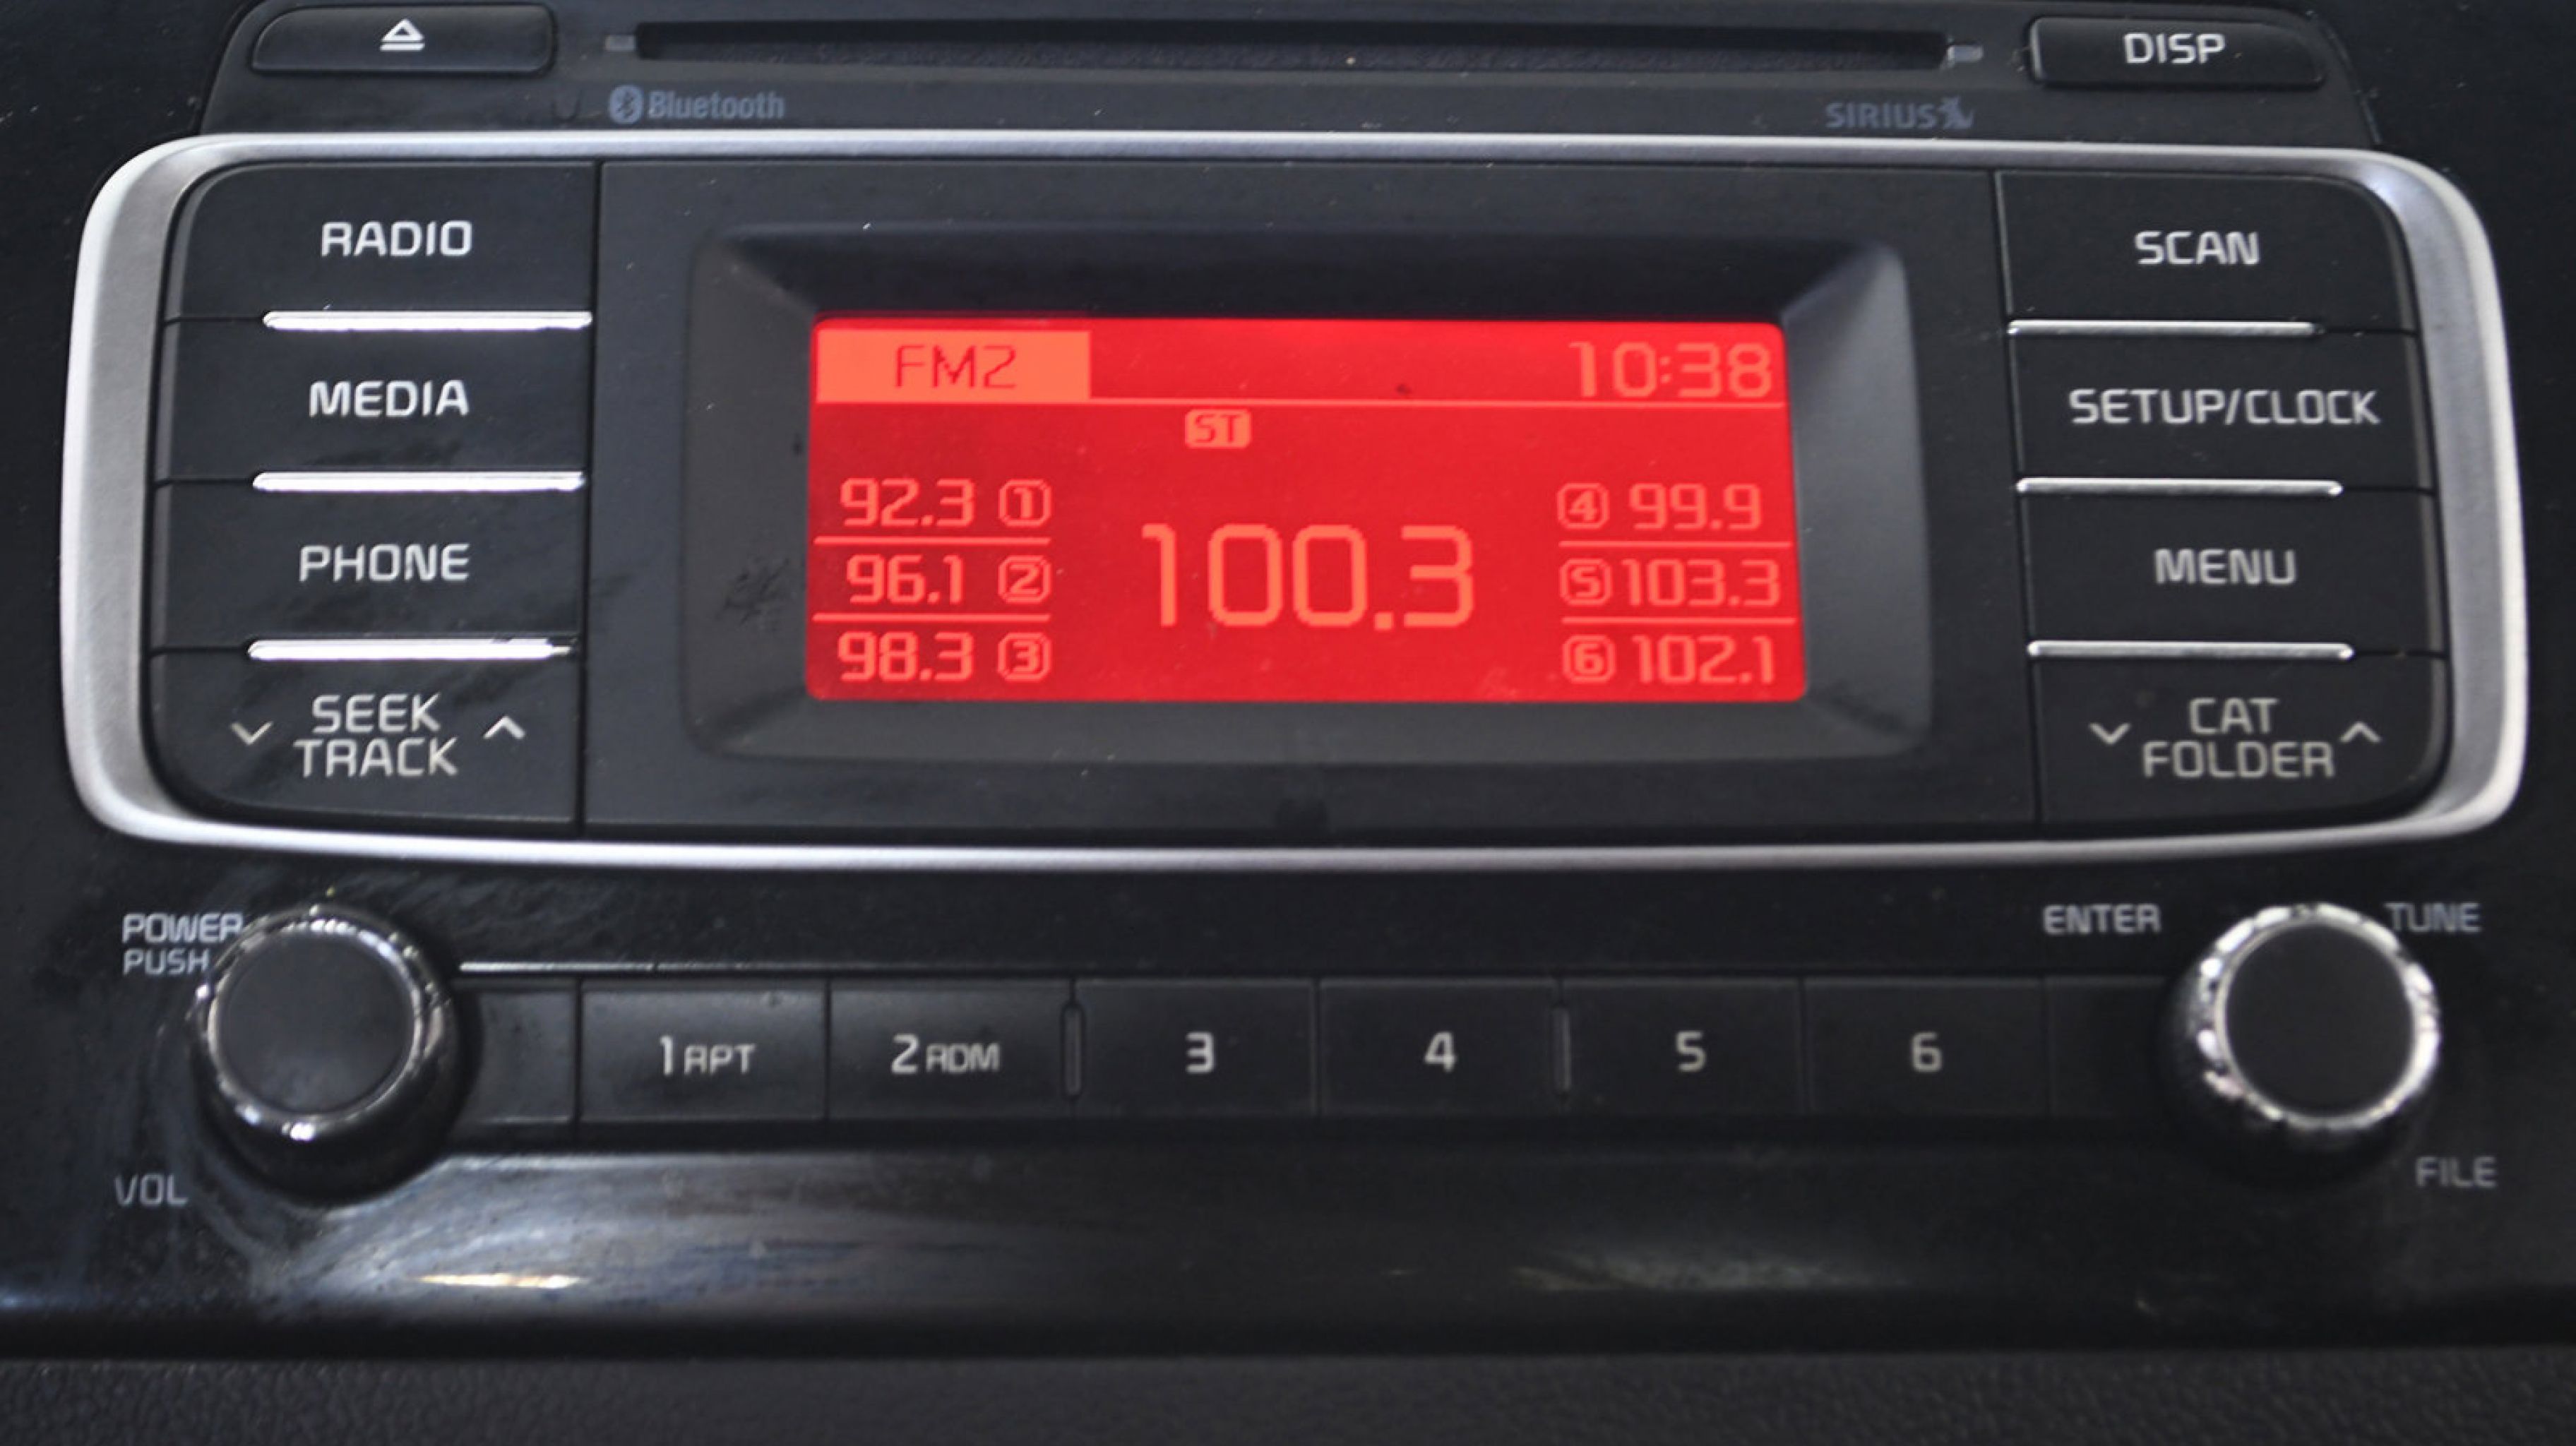 DISP
Bluetooth
SIRIUS
RADIO
MEDIA
PHONE
SEEK
TRACK
FM2
10:38
ST
92.3 1
96.1 2
98.3 3
100.3
4 99.9
5 103.3
6 102.1
SCAN
SETUP/CLOCK
MENU
CAT
FOLDER
POWER
PUSH
VOL
1 RPT
2 RDM
3
4
5
6
ENTER
TUNE
FILE